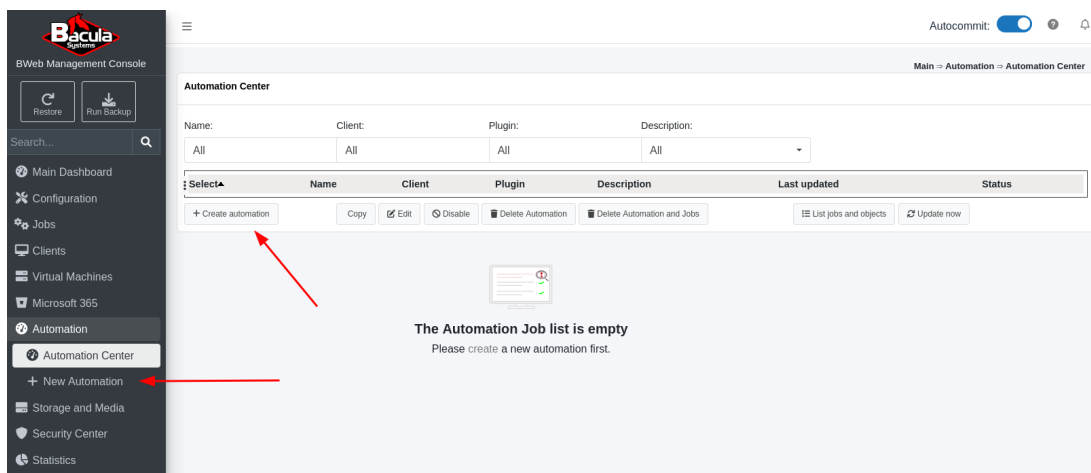 Bacula
Systems
BWeb Management Console
Restore
Run Backup
Search...
Main Dashboard
Configuration
Jobs
Clients
Virtual Machines
Microsoft 365
Automation
Automation Center
New Automation
Storage and Media
Security Center
Statistics
Autocommit:
Main ⇒ Automation ⇒ Automation Center
Automation Center
Name: Client: Plugin: Description:
All All All All
Select Name Client Plugin Description Last updated Status
+ Create automation Copy Edit Disable Delete Automation Delete Automation and Jobs List jobs and objects Update now
The Automation Job list is empty
Please create a new automation first.